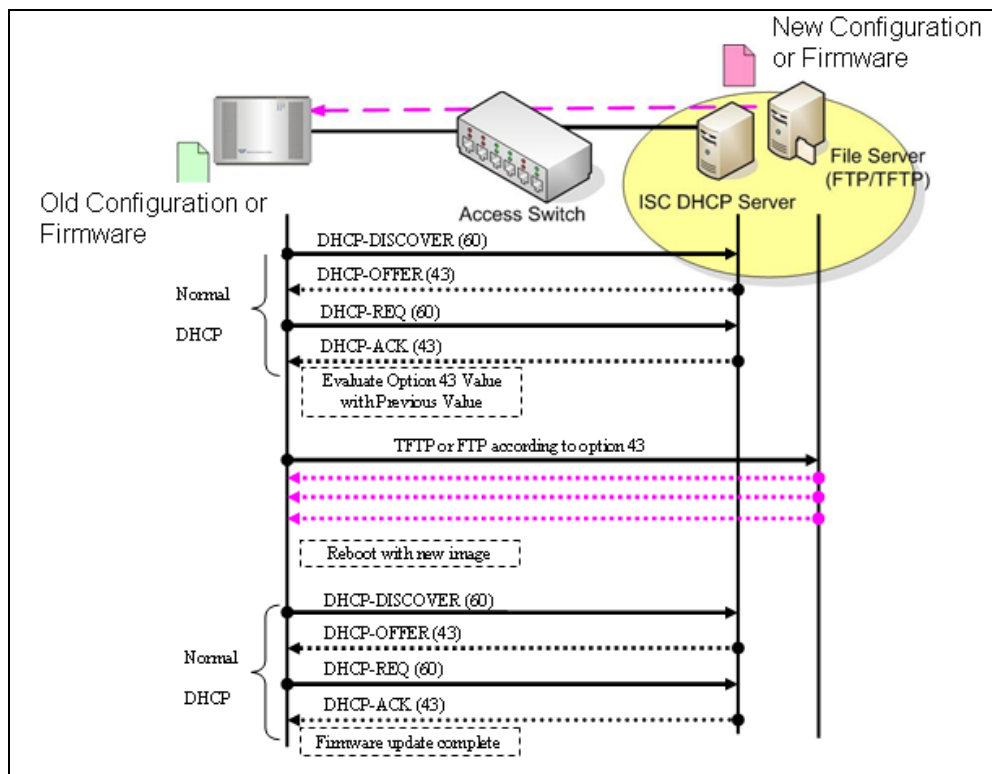 New Configuration
or Firmware
File Server
(FTP/TFTP)
ISC DHCP Server
Access Switch
Old Configuration or
Firmware
DHCP-DISCOVER (60)
DHCP-OFFER (43)
Normal
DHCP
DHCP-REQ (60)
DHCP-ACK (43)
Evaluate Option 43 Value
with Previous Value
TFTP or FTP according to option 43
Reboot with new image
DHCP-DISCOVER (60)
DHCP-OFFER (43)
Normal
DHCP
DHCP-REQ (60)
DHCP-ACK (43)
Firmware update complete